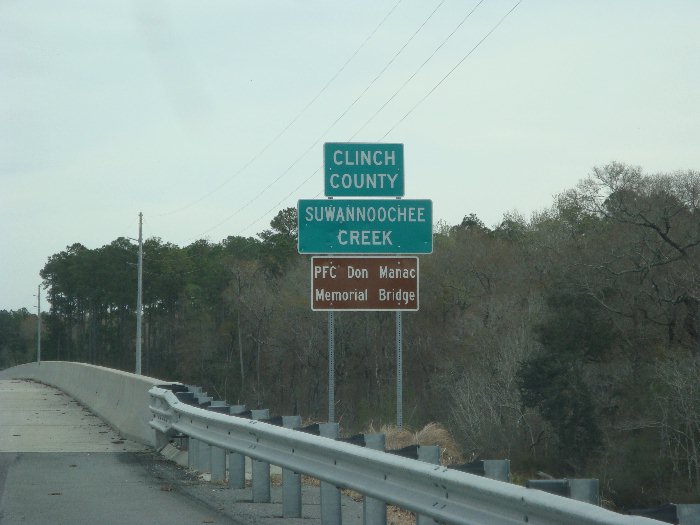 CLINCH
COUNTY
SUWANNOOCHEE
CREEK
PFC Don Manac
Memorial Bridge